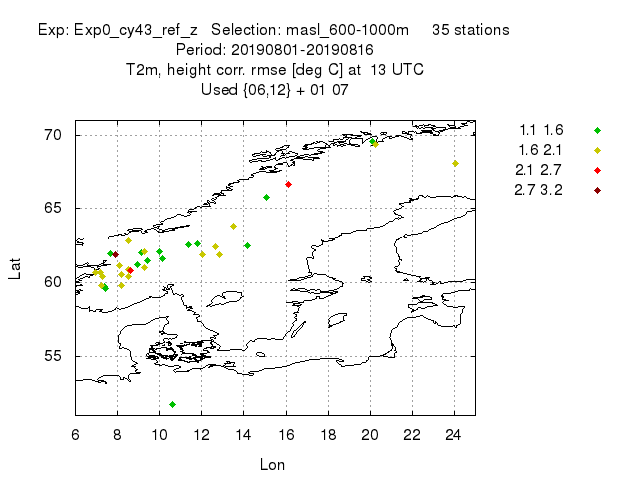 Exp: Exp0_cy43_ref_z   Selection: masl_600-1000m     35 stations
Period: 20190801-20190816
T2m, height corr. rmse [deg C] at  13 UTC
Used {06,12} + 01 07
1.1 1.6
1.6 2.1
2.1 2.7
2.7 3.2
70
65
60
55
Lat
6 8 10 12 14 16 18 20 22 24
Lon